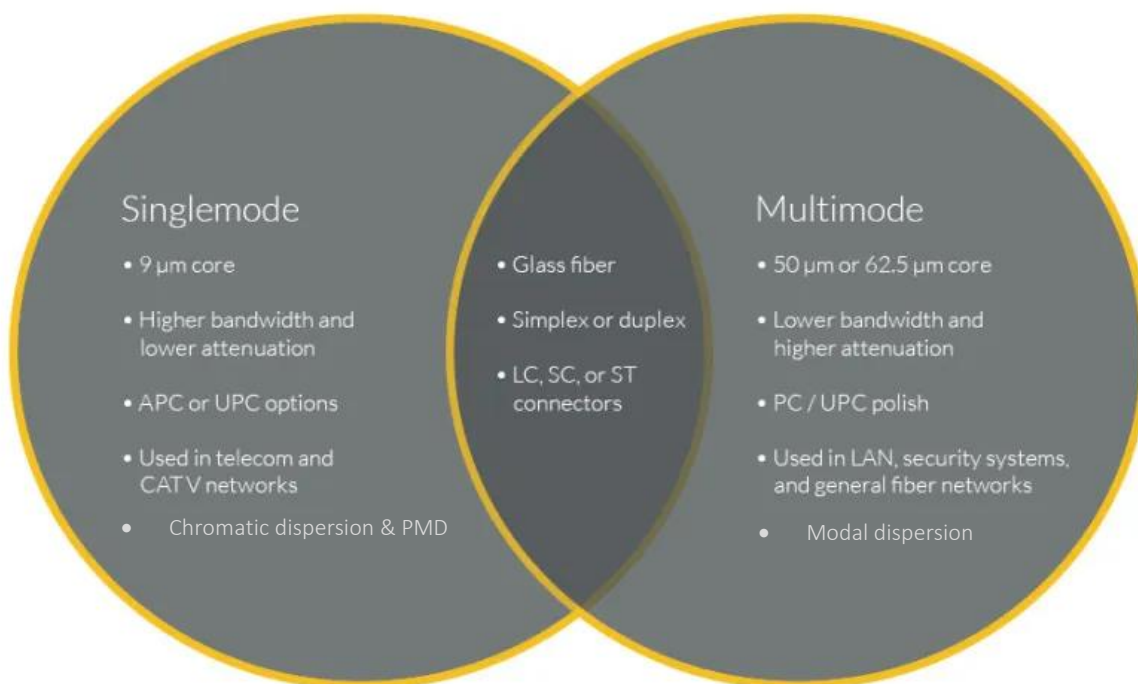 Singlemode
• 9 µm core
• Higher bandwidth and
lower attenuation
• APC or UPC options
• Used in telecom and
CATV networks
• Chromatic dispersion & PMD
• Glass fiber
• Simplex or duplex
• LC, SC, or ST
connectors
Multimode
• 50 µm or 62.5 µm core
• Lower bandwidth and
higher attenuation
• PC / UPC polish
• Used in LAN, security systems,
and general fiber networks
• Modal dispersion